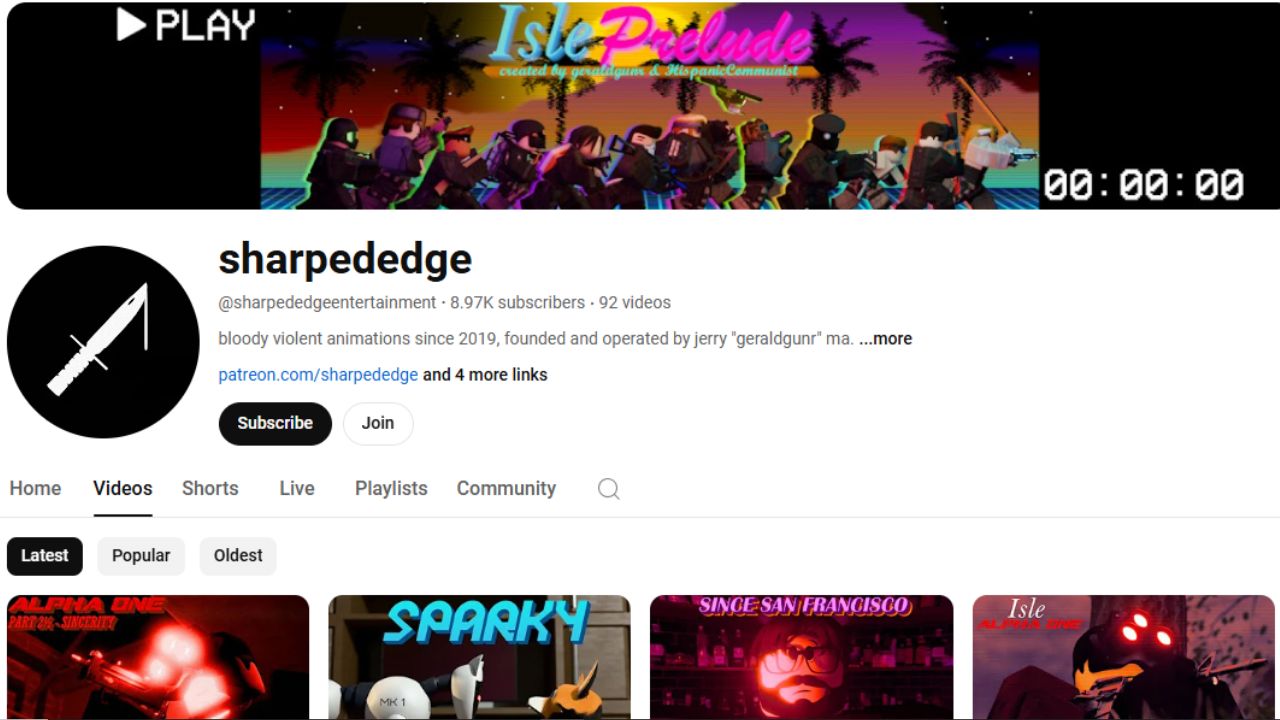 PLAY
Isle Prelude
created by geraldgunr & HispanicCommunist
00:00:00
sharpededge
@sharpededgeentertainment · 8.97K subscribers · 92 videos
bloody violent animations since 2019, founded and operated by jerry "geraldgunr" ma. ...more
patreon.com/sharpededge and 4 more links
Subscribe Join
Home Videos Shorts Live Playlists Community
Latest Popular Oldest
ALPHA ONE
PART 2½ - SINCERITY
SPARKY
MK 1
SINCE SAN FRANCISCO
Isle
ALPHA ONE